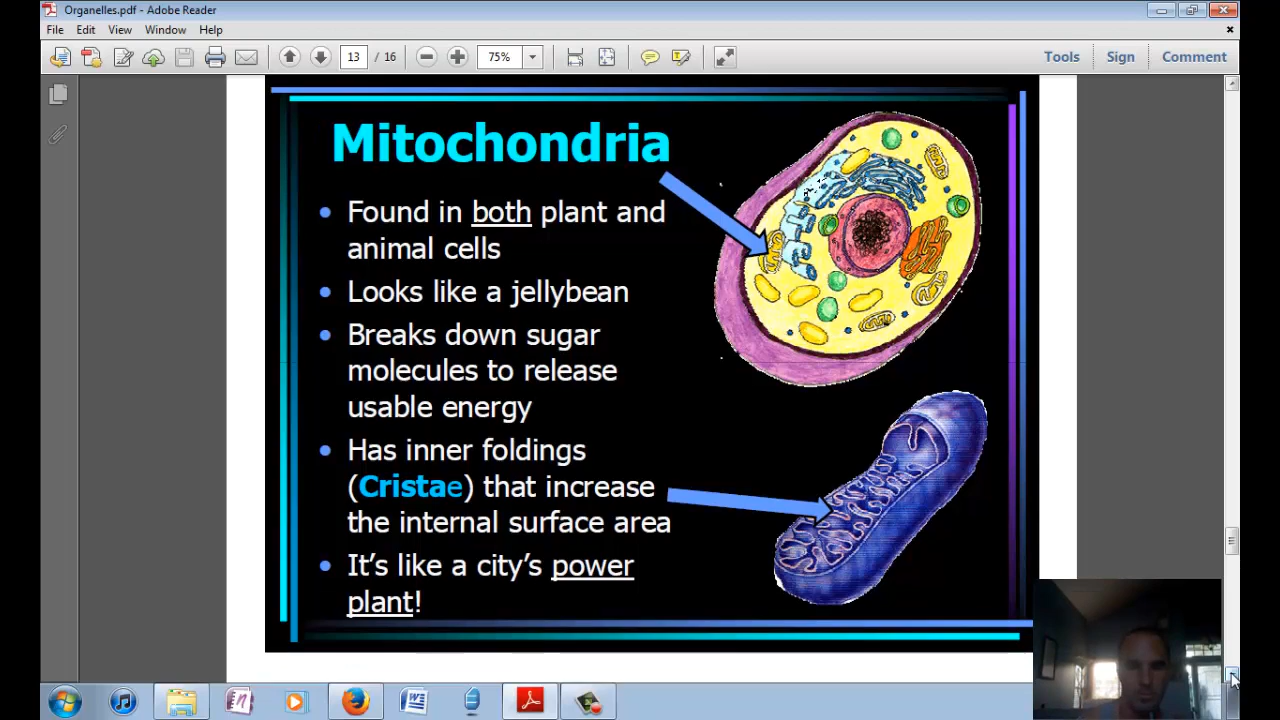 Organelles.pdf - Adobe Reader
File Edit View Window Help
13 / 16 75% Tools Sign Comment
Mitochondria
• Found in both plant and
animal cells
• Looks like a jellybean
• Breaks down sugar
molecules to release
usable energy
• Has inner foldings
(Cristae) that increase
the internal surface area
• It's like a city's power
plant!